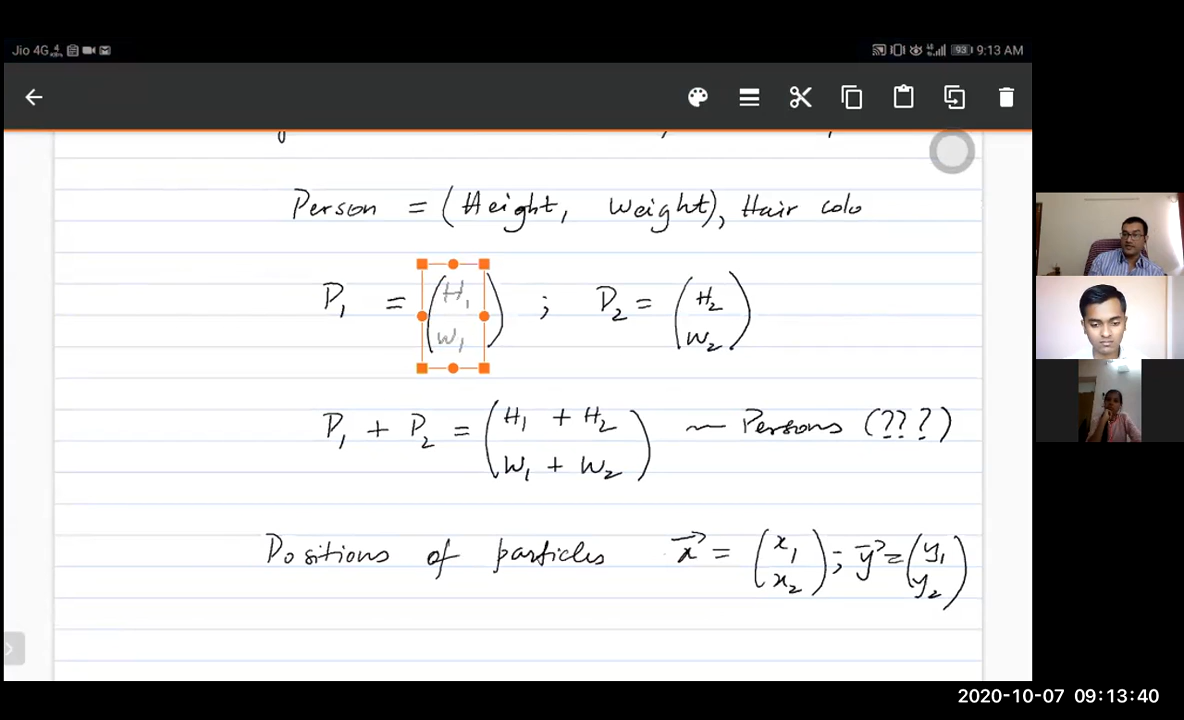 Jio 4G 93 9:13 AM
Person = (Height, Weight), Hair colo
P1 = (H1 W1) ; P2 = (H2 W2)
P1 + P2 = (H1 + H2 W1 + W2) ~ Persons (???)
Positions of particles x⃗ = (x1 x2) ; y⃗ = (y1 y2)
2020-10-07 09:13:40